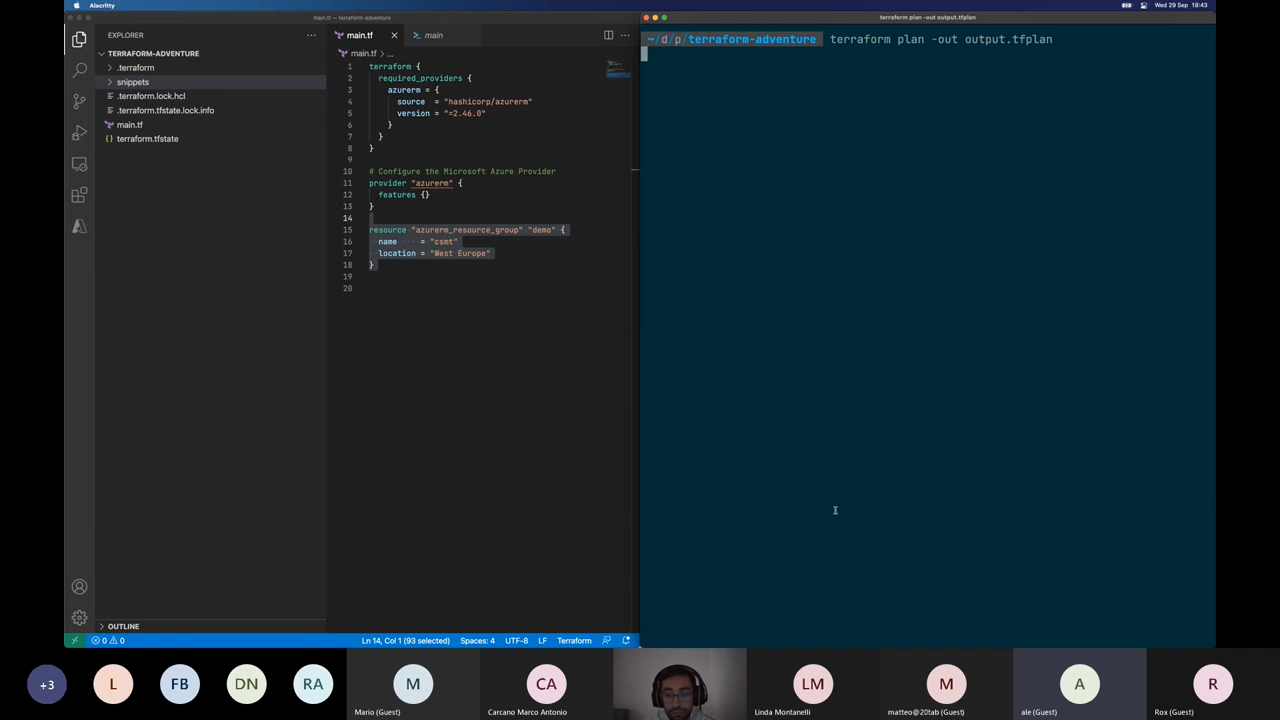 Alacritty
Wed 29 Sep 18:43
main.tf — terraform-adventure
terraform plan -out output.tfplan
EXPLORER
main.tf
main
TERRAFORM-ADVENTURE
.terraform
snippets
.terraform.lock.hcl
.terraform.tfstate.lock.info
main.tf
terraform.tfstate
main.tf > ...
1 terraform {
2 required_providers {
3 azurerm = {
4 source = "hashicorp/azurerm"
5 version = "=2.46.0"
6 }
7 }
8 }
9
10 # Configure the Microsoft Azure Provider
11 provider "azurerm" {
12 features {}
13 }
14
15 resource "azurerm_resource_group" "demo" {
16 name = "csmt"
17 location = "West Europe"
18 }
19
20
~/d/p/terraform-adventure terraform plan -out output.tfplan
OUTLINE
0 0
Ln 14, Col 1 (93 selected) Spaces: 4 UTF-8 LF Terraform
+3
L
FB
DN
RA
M
Mario (Guest)
CA
Carcano Marco Antonio
LM
Linda Montanelli
M
matteo@20tab (Guest)
A
ale (Guest)
R
Rox (Guest)